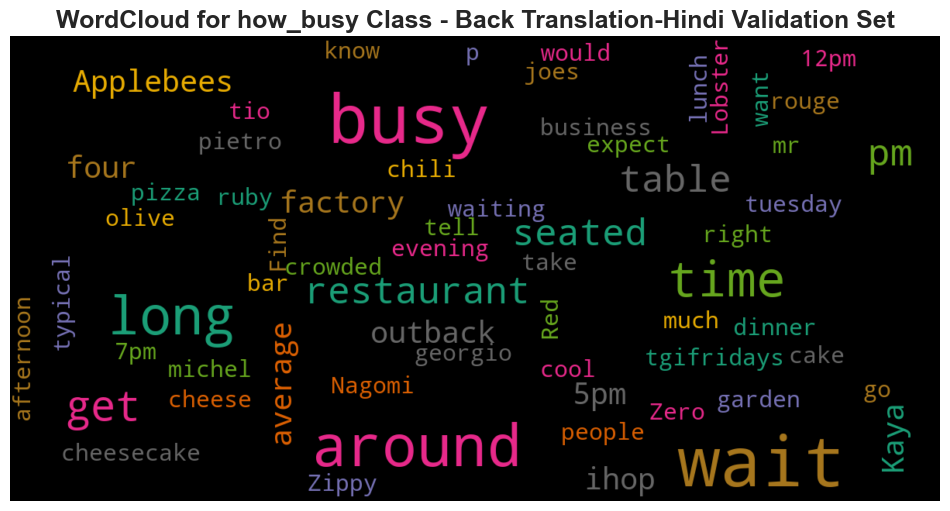 WordCloud for how_busy Class - Back Translation-Hindi Validation Set
know
p
would
joes
lunch
Lobster
want
12pm
rouge
Applebees
tio
pietro
busy
business
expect
mr
pm
four
chili
table
pizza
ruby
factory
olive
waiting
tell
tuesday
seated
right
Find
evening
crowded
take
bar
time
typical
long
restaurant
Red
much
dinner
afternoon
7pm
outback
georgio
tgifridays
cake
michel
average
cool
Nagomi
5pm
cheese
get
Zero
garden
go
Kaya
people
around
wait
cheesecake
Zippy
ihop